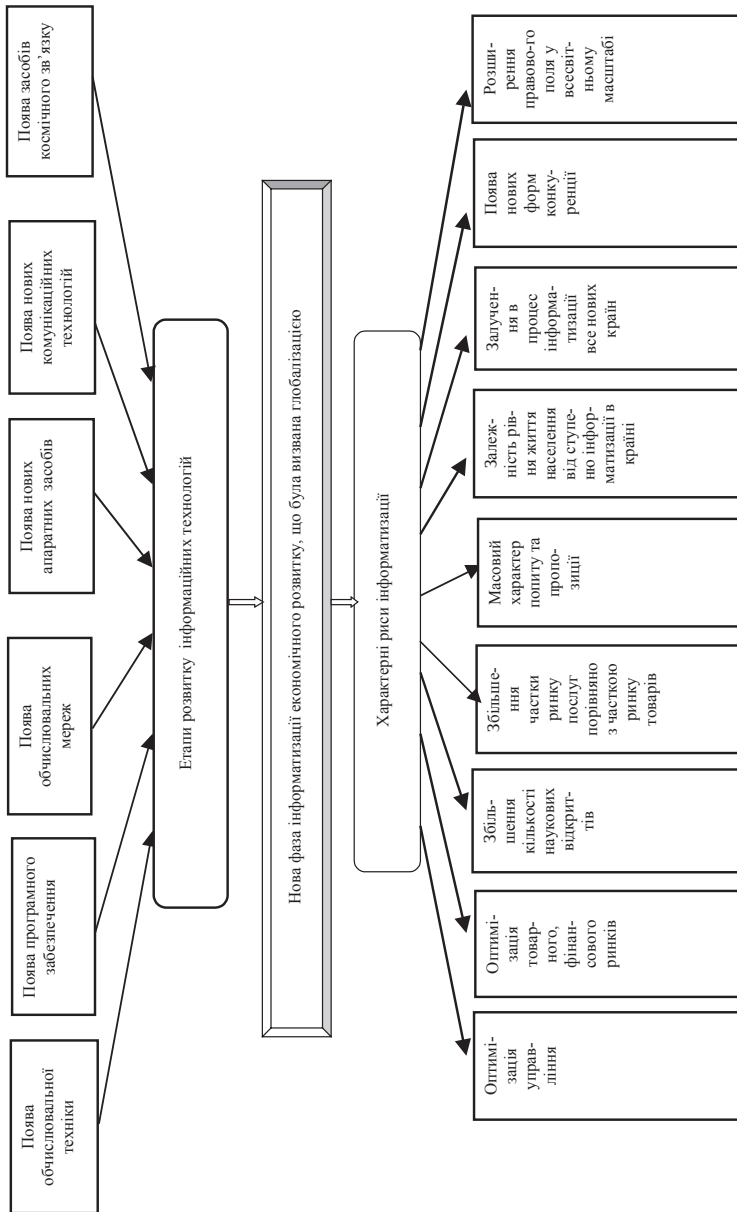 Поява
обчислювальної
техніки
Поява програмного
забезпечення
Поява
обчислювальних
мереж
Поява нових
апаратних засобів
Поява нових
комунікаційних
технологій
Поява засобів
космічного зв’язку
Етапи розвитку інформаційних технологій
Нова фаза інформатизації економічного розвитку, що була визвана глобалізацією
Характерні риси інформатизації
Оптимі-
зація
управ-
ління
Оптимі-
зація
товар-
ного,
фінан-
сового
ринків
Збіль-
шення
кількості
наукових
відкрит-
тів
Збільше-
ння
частки
ринку
послуг
порівняно
з часткою
ринку
товарів
Масовий
характер
попиту та
пропо-
зиції
Залеж-
ність рів-
ня життя
населення
від ступе-
ню інфор-
матизації в
країні
Залучен-
ня в
процес
інформа-
тизації
все нових
країн
Поява
нових
форм
конку-
ренції
Розши-
рення
правово-го
поля у
всесвіт-
ньому
масштабі